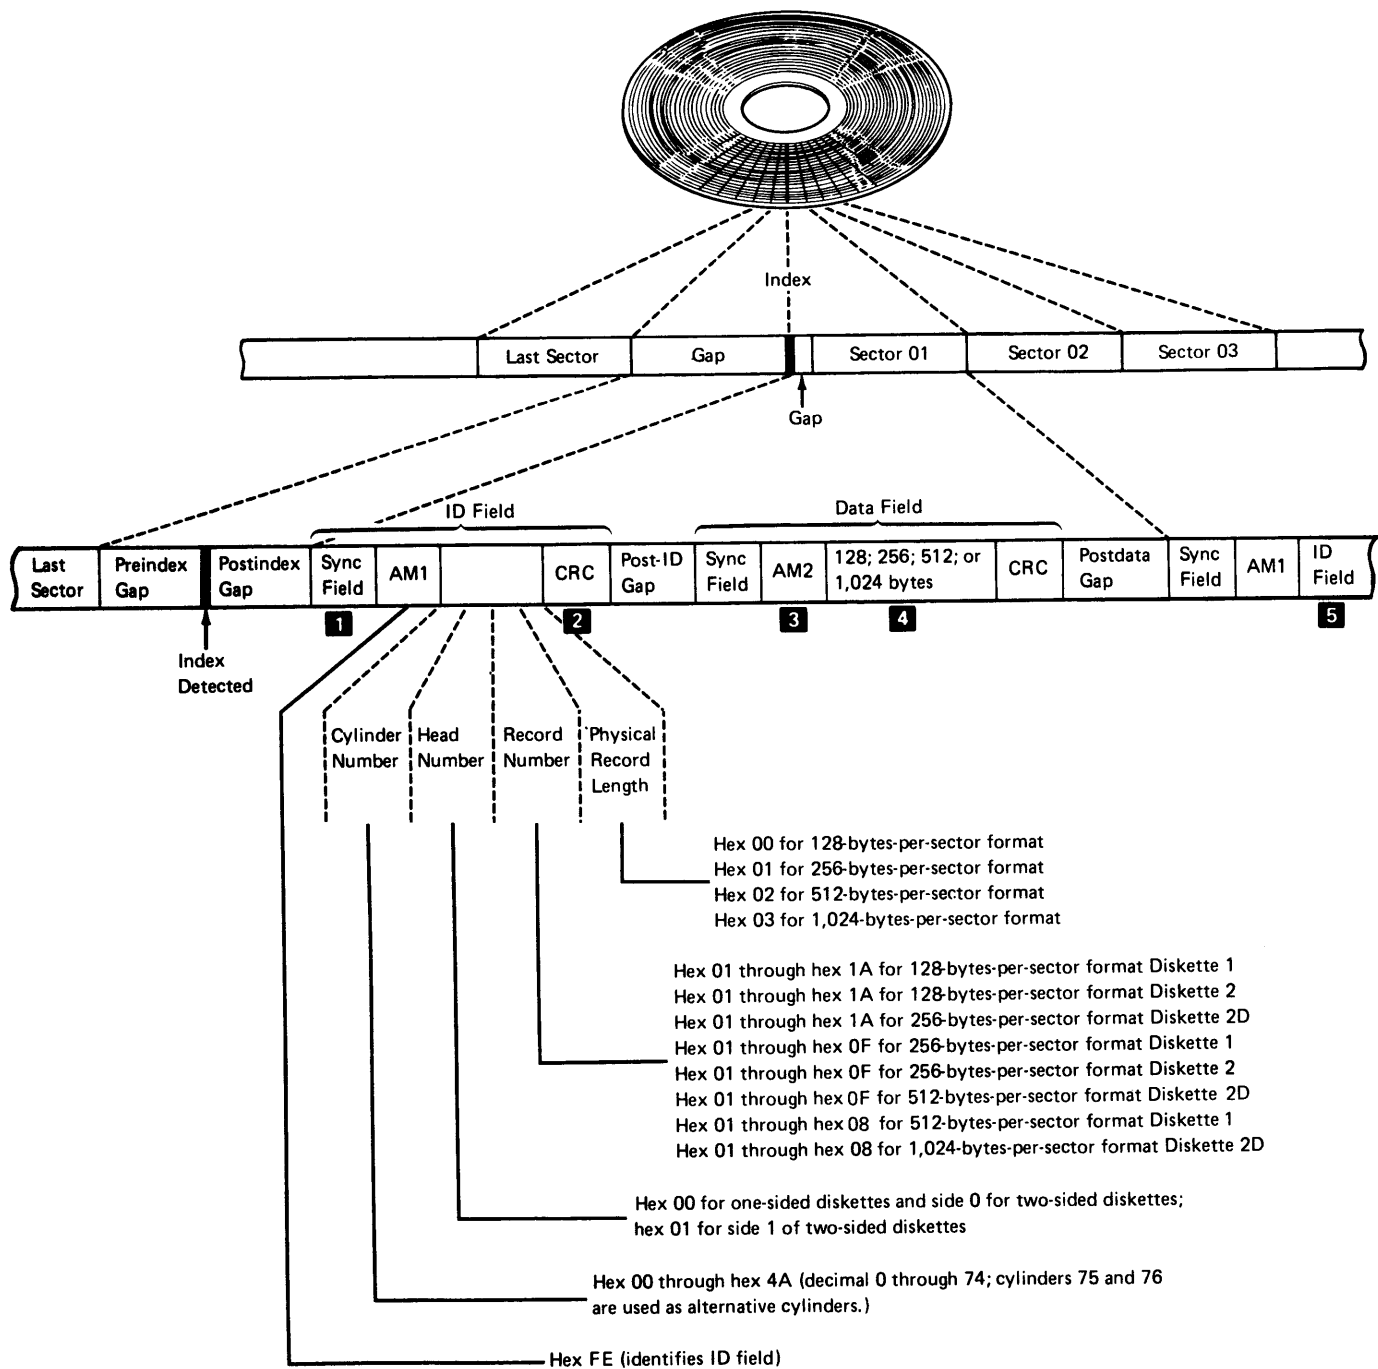 Index
Last Sector
Gap
Sector 01
Sector 02
Sector 03
Gap
ID Field
Data Field
Last
Sector
Preindex
Gap
Postindex
Gap
Sync
Field
AM1
CRC
Post-ID
Gap
Sync
Field
AM2
128; 256; 512; or
1,024 bytes
CRC
Postdata
Gap
Sync
Field
AM1
ID
Field
1
2
3
4
5
Index
Detected
Cylinder
Number
Head
Number
Record
Number
Physical
Record
Length
Hex 00 for 128-bytes-per-sector format
Hex 01 for 256-bytes-per-sector format
Hex 02 for 512-bytes-per-sector format
Hex 03 for 1,024-bytes-per-sector format
Hex 01 through hex 1A for 128-bytes-per-sector format Diskette 1
Hex 01 through hex 1A for 128-bytes-per-sector format Diskette 2
Hex 01 through hex 1A for 256-bytes-per-sector format Diskette 2D
Hex 01 through hex 0F for 256-bytes-per-sector format Diskette 1
Hex 01 through hex 0F for 256-bytes-per-sector format Diskette 2
Hex 01 through hex 0F for 512-bytes-per-sector format Diskette 2D
Hex 01 through hex 08 for 512-bytes-per-sector format Diskette 1
Hex 01 through hex 08 for 1,024-bytes-per-sector format Diskette 2D
Hex 00 for one-sided diskettes and side 0 for two-sided diskettes;
hex 01 for side 1 of two-sided diskettes
Hex 00 through hex 4A (decimal 0 through 74; cylinders 75 and 76
are used as alternative cylinders.)
Hex FE (identifies ID field)